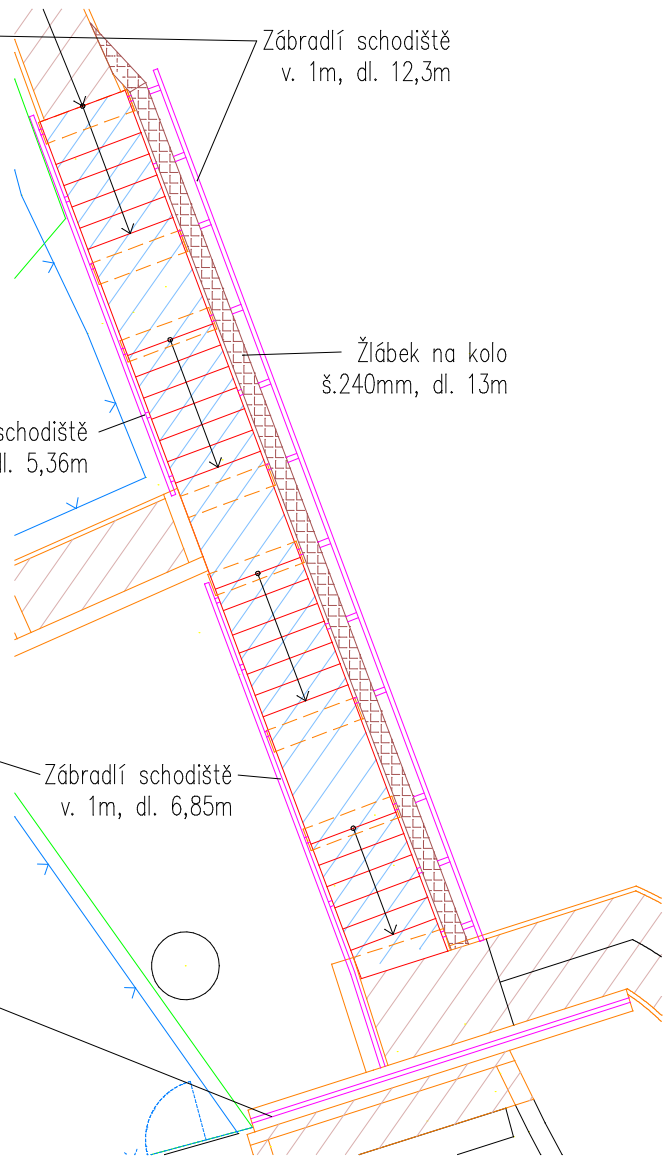 Zábradlí schodiště
v. 1m, dl. 12,3m
Žlábek na kolo
š.240mm, dl. 13m
schodiště
dl. 5,36m
Zábradlí schodiště
v. 1m, dl. 6,85m